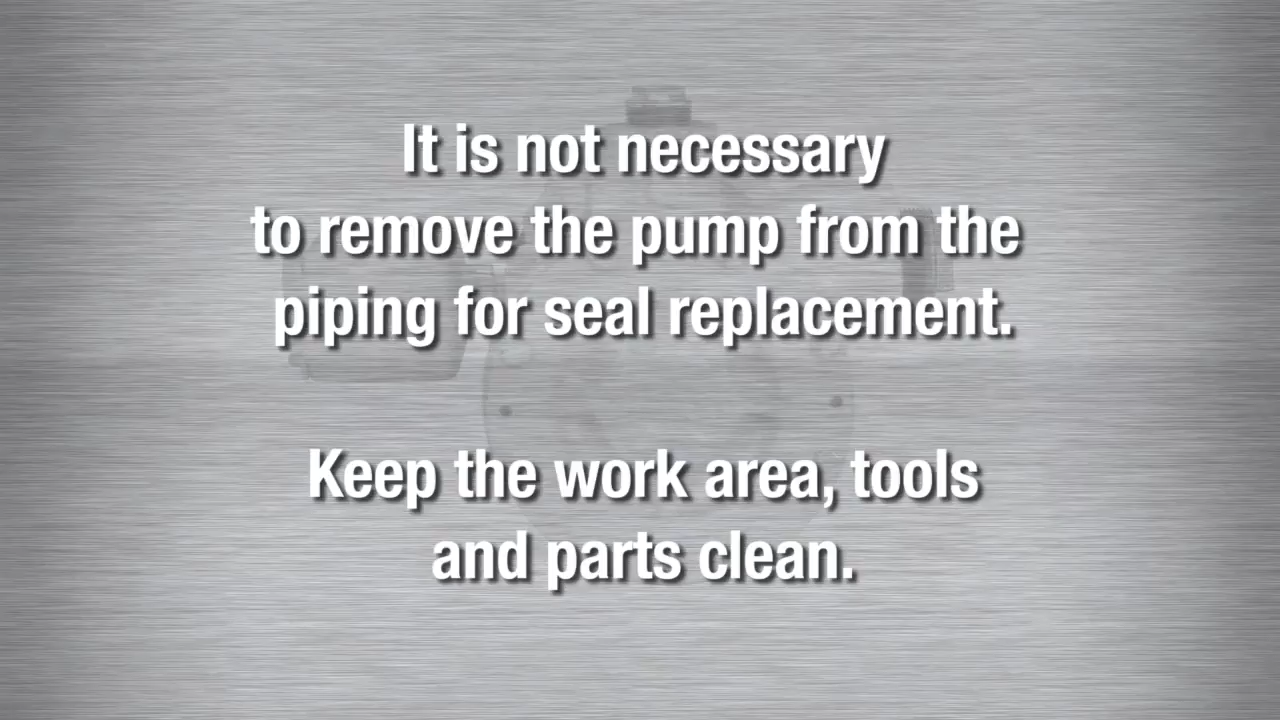 It is not necessary
to remove the pump from the
piping for seal replacement.
Keep the work area, tools
and parts clean.